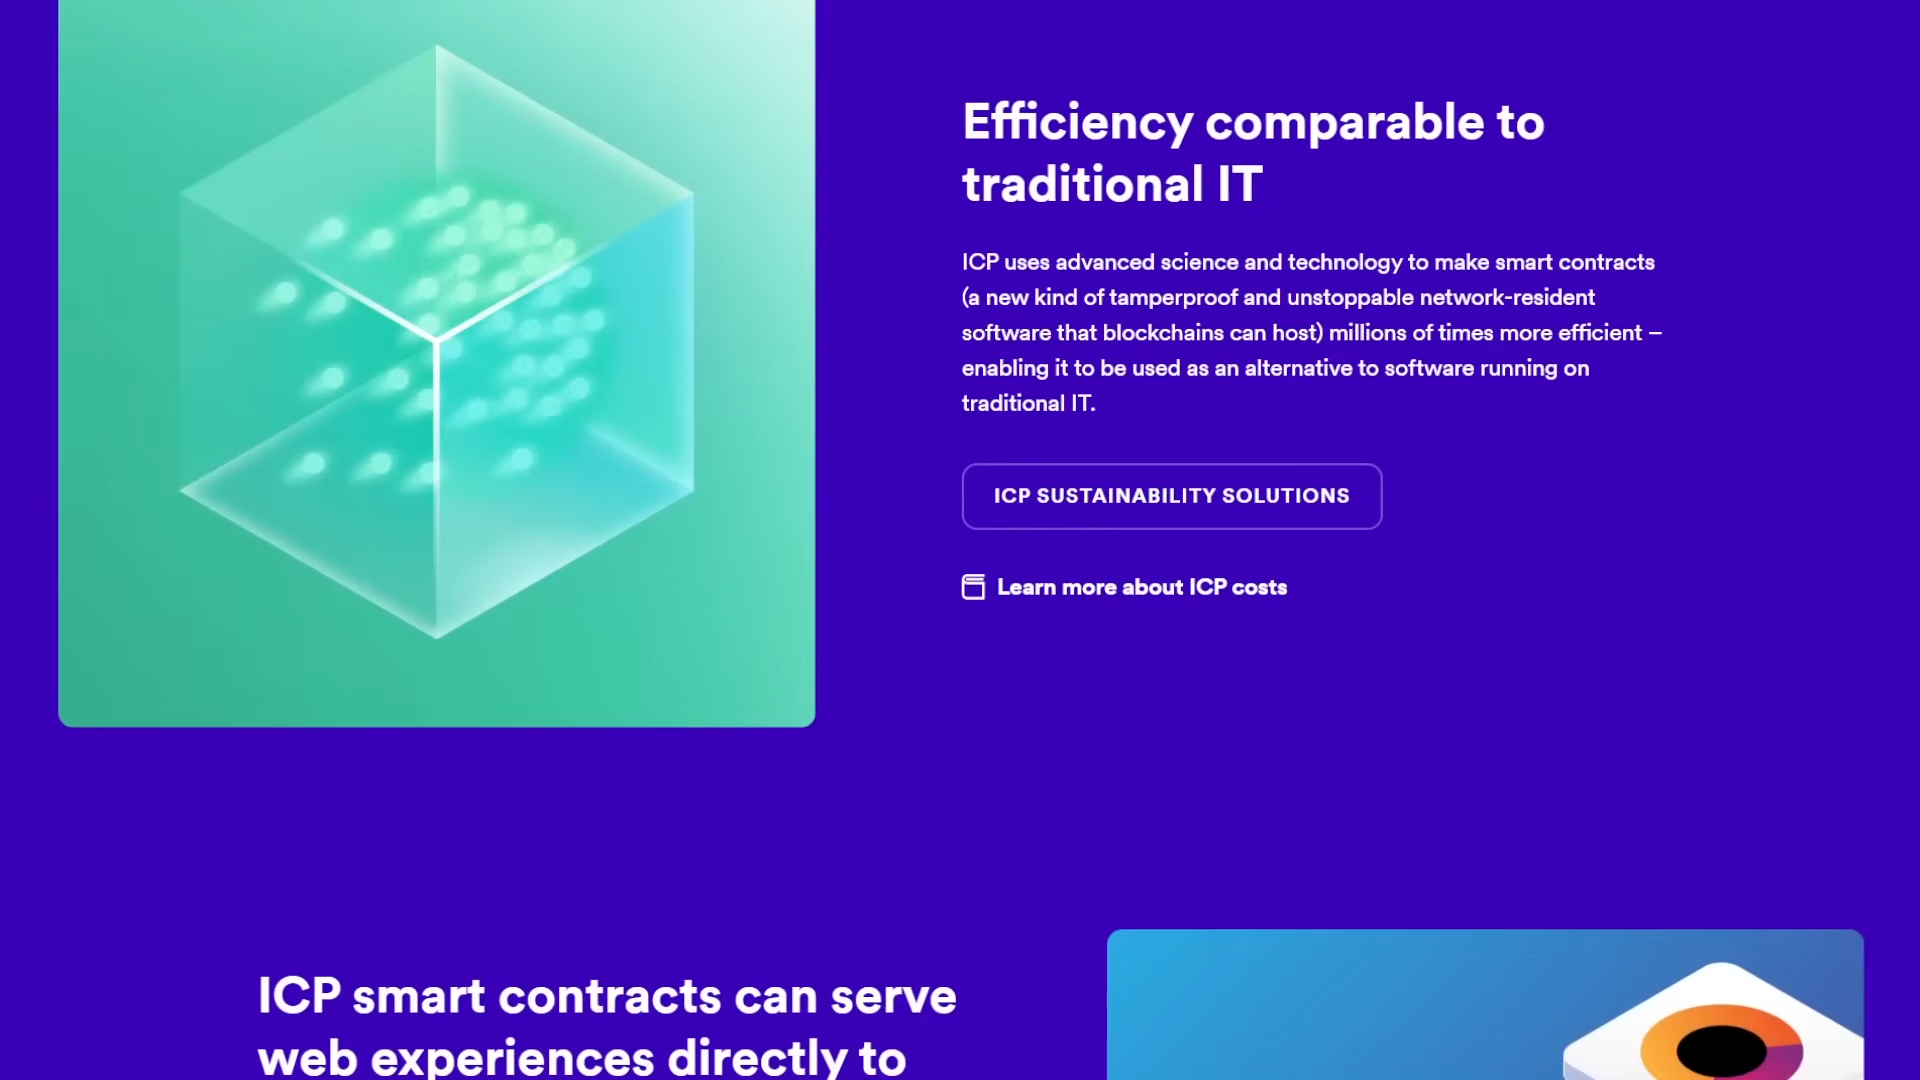 Efficiency comparable to
traditional IT
ICP uses advanced science and technology to make smart contracts
(a new kind of tamperproof and unstoppable network-resident
software that blockchains can host) millions of times more efficient –
enabling it to be used as an alternative to software running on
traditional IT.
ICP SUSTAINABILITY SOLUTIONS
Learn more about ICP costs
ICP smart contracts can serve
web experiences directly to